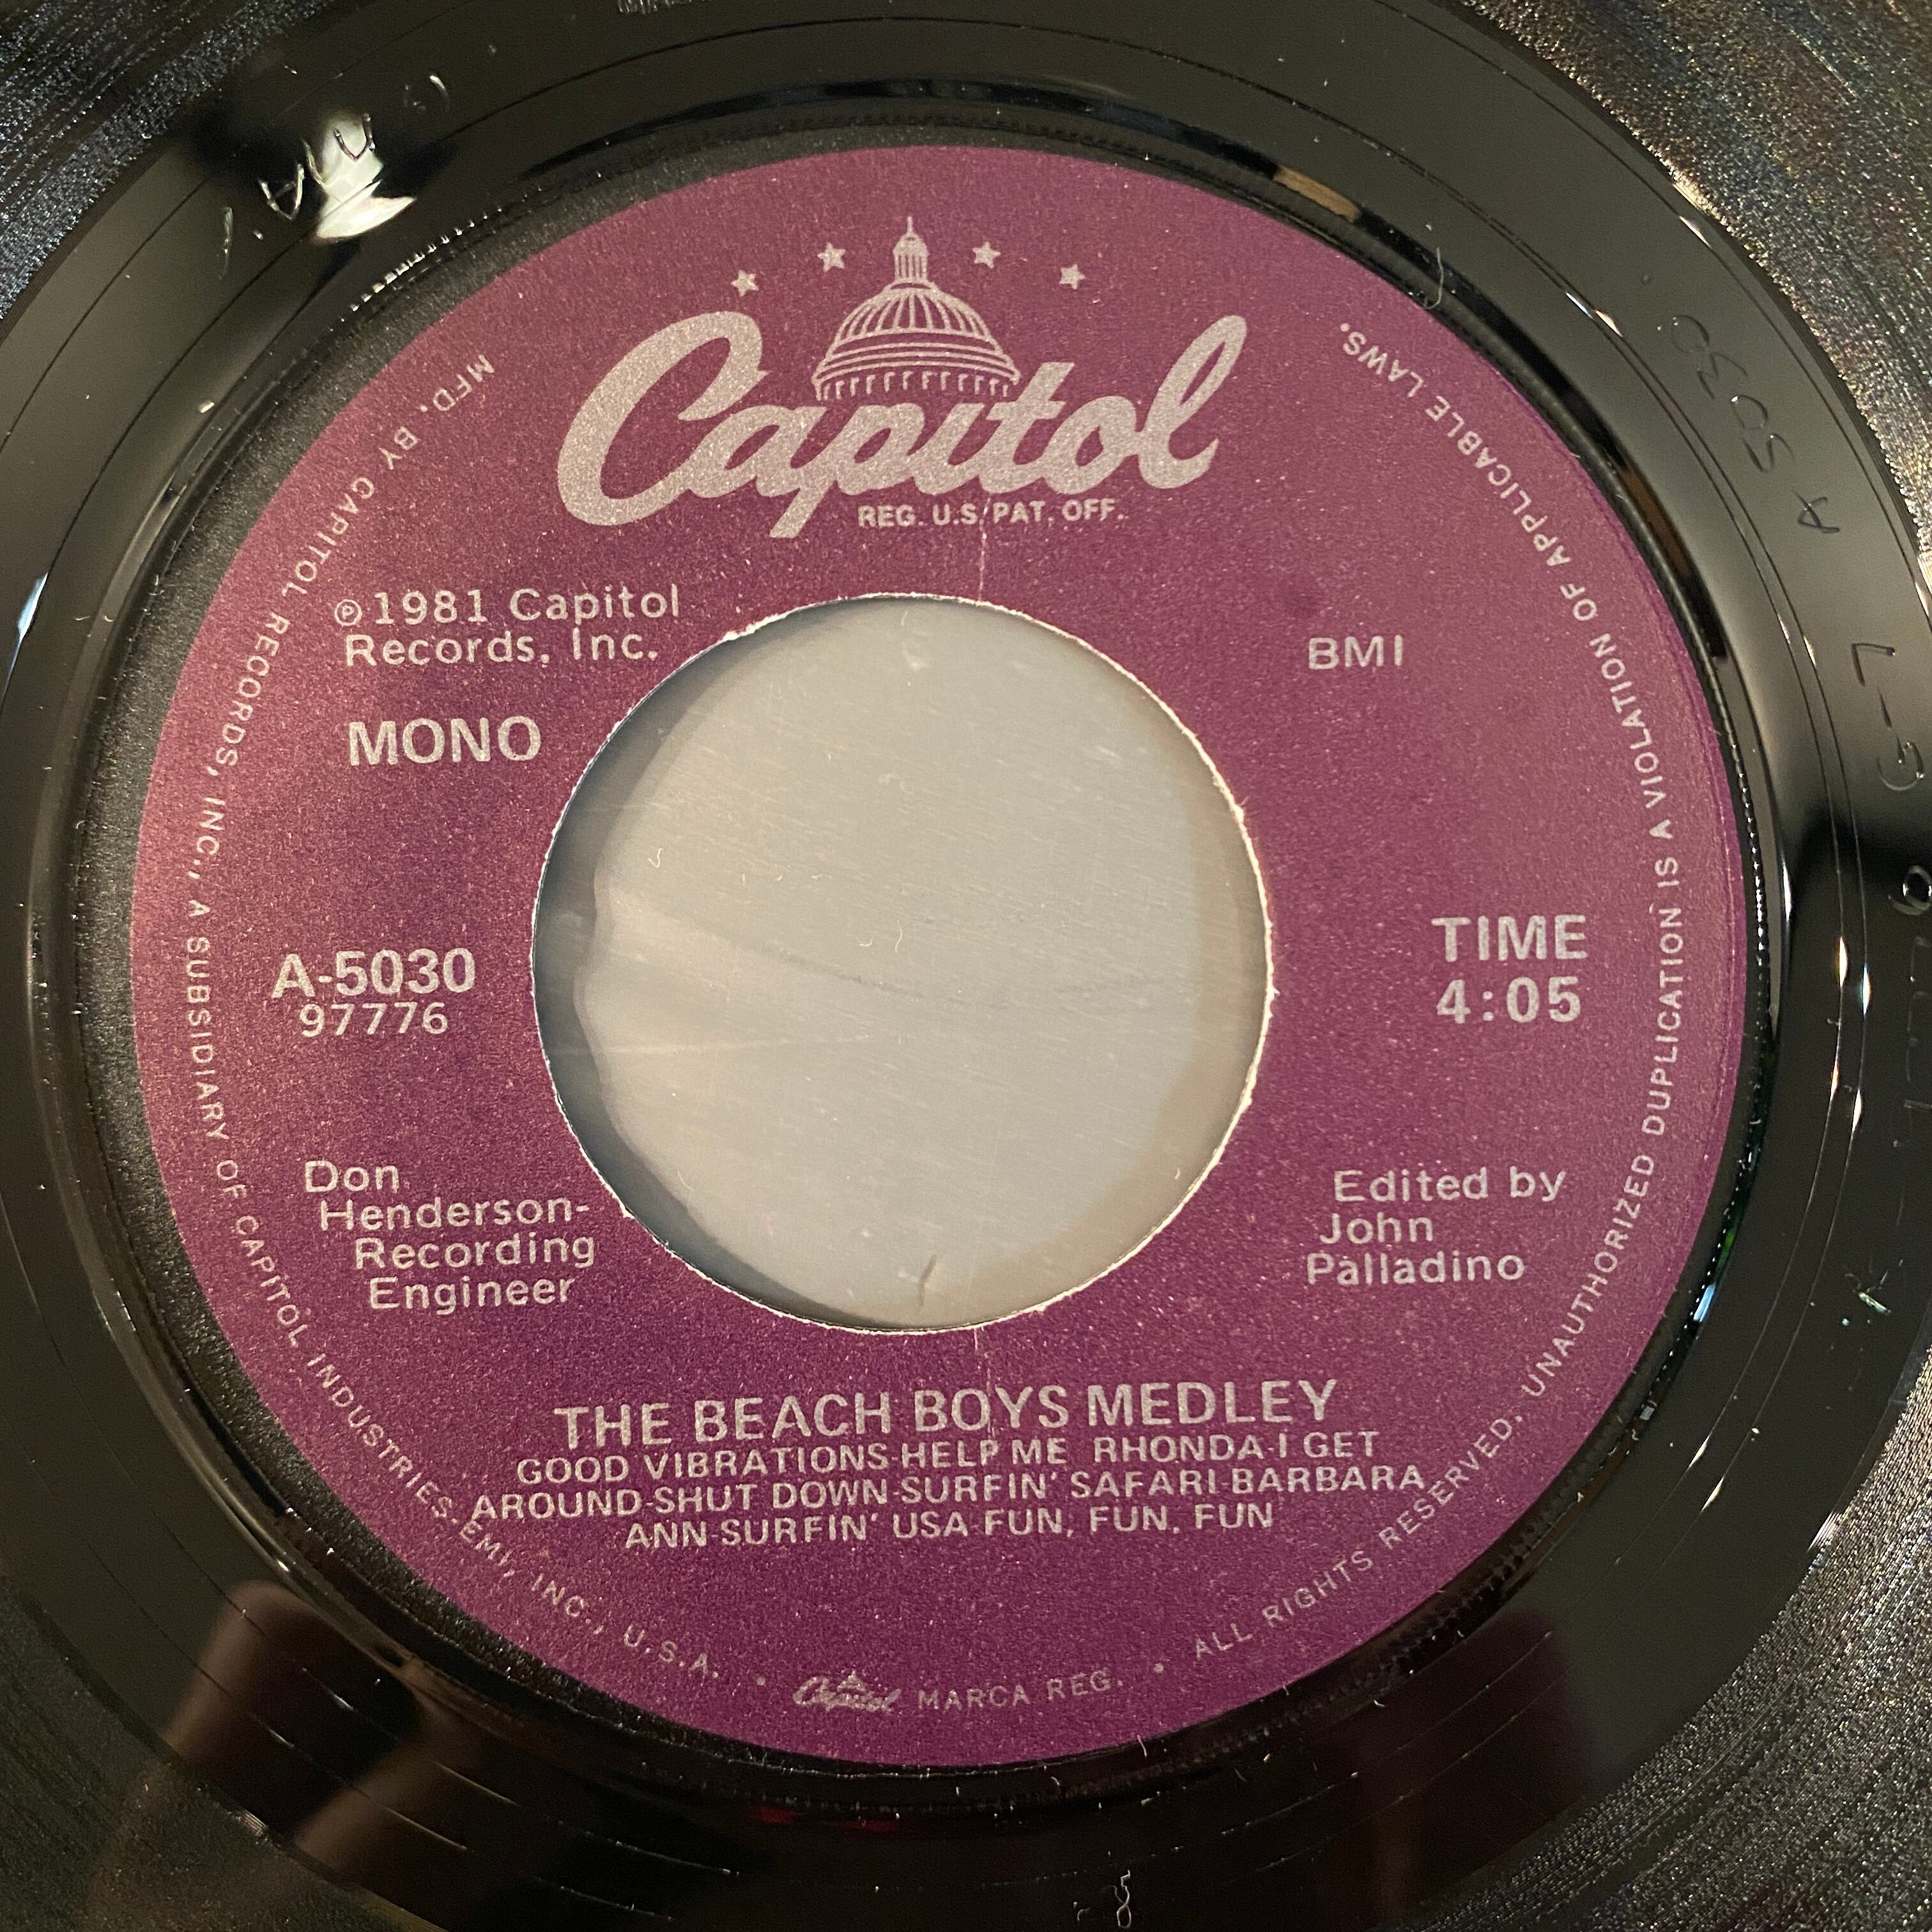 Capitol
REG. U.S. PAT. OFF.
℗ 1981 Capitol
Records, Inc.
BMI
MONO
A-5030
97776
TIME
4:05
Don
Henderson-
Recording
Engineer
Edited by
John
Palladino
THE BEACH BOYS MEDLEY
GOOD VIBRATIONS-HELP ME RHONDA-I GET
AROUND-SHUT DOWN-SURFIN' SAFARI-BARBARA
ANN-SURFIN' USA-FUN, FUN, FUN
MFD. BY CAPITOL RECORDS, INC., A SUBSIDIARY OF CAPITOL INDUSTRIES-EMI, INC., U.S.A. • Capitol MARCA REG. • ALL RIGHTS RESERVED. UNAUTHORIZED DUPLICATION IS A VIOLATION OF APPLICABLE LAWS.
A 5030